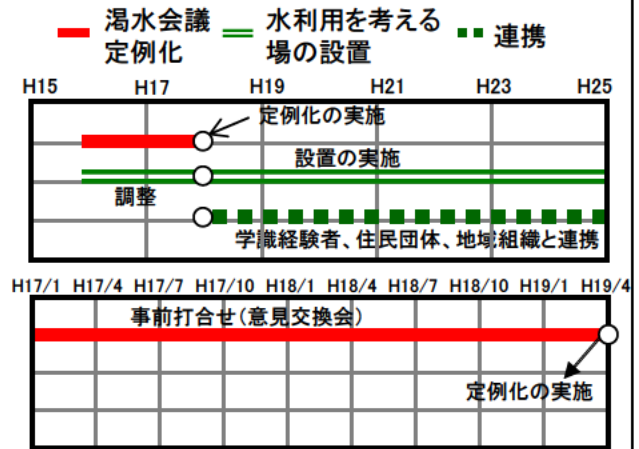 渇水会議
定例化
水利用を考える
場の設置
連携
H15 H17 H19 H21 H23 H25
定例化の実施
設置の実施
調整
学識経験者、住民団体、地域組織と連携
H17/1 H17/4 H17/7 H17/10 H18/1 H18/4 H18/7 H18/10 H19/1 H19/4
事前打合せ(意見交換会)
定例化の実施